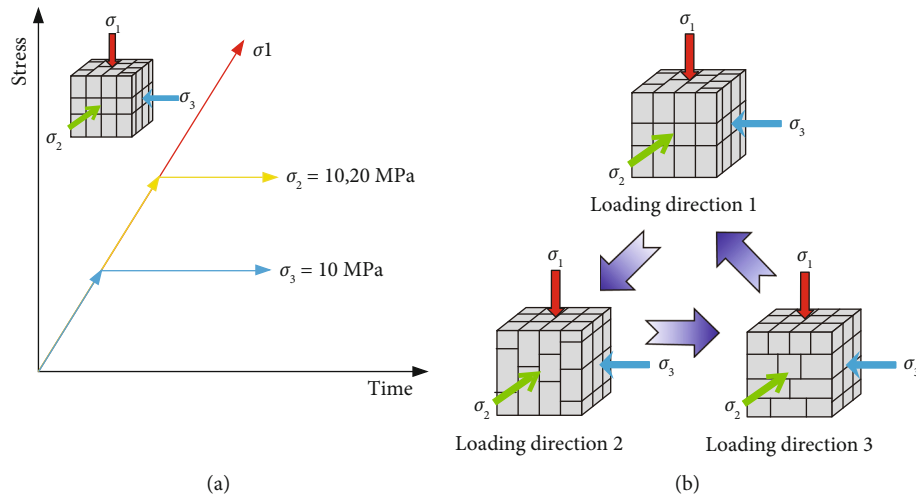 Stress
σ1
σ3
σ2
σ1
σ2 = 10,20 MPa
σ3 = 10 MPa
Time
(a)
σ1
σ3
σ2
Loading direction 1
σ1
σ3
σ2
Loading direction 2
σ1
σ3
σ2
Loading direction 3
(b)